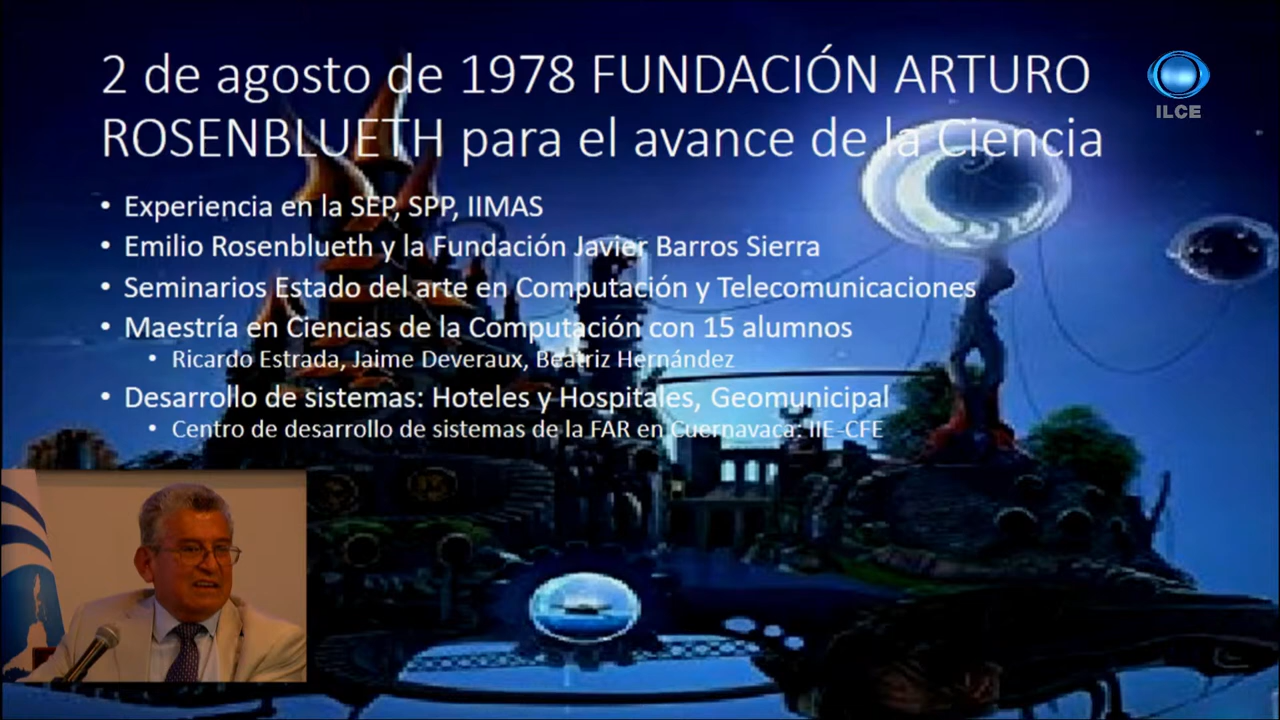 2 de agosto de 1978 FUNDACIÓN ARTURO
ROSENBLUETH para el avance de la Ciencia
ILCE
• Experiencia en la SEP, SPP, IIMAS
• Emilio Rosenblueth y la Fundación Javier Barros Sierra
• Seminarios Estado del arte en Computación y Telecomunicaciones
• Maestría en Ciencias de la Computación con 15 alumnos
• Ricardo Estrada, Jaime Deveraux, Beatriz Hernández
• Desarrollo de sistemas: Hoteles y Hospitales, Geomunicipal
• Centro de desarrollo de sistemas de la FAR en Cuernavaca: IIE-CFE